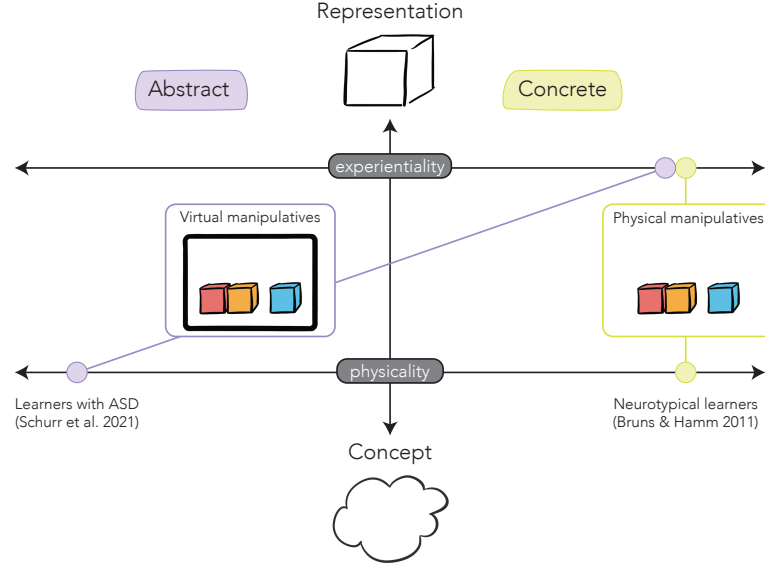 Representation
Abstract
Concrete
experientiality
Virtual manipulatives
Physical manipulatives
physicality
Learners with ASD
(Schurr et al. 2021)
Neurotypical learners
(Bruns & Hamm 2011)
Concept